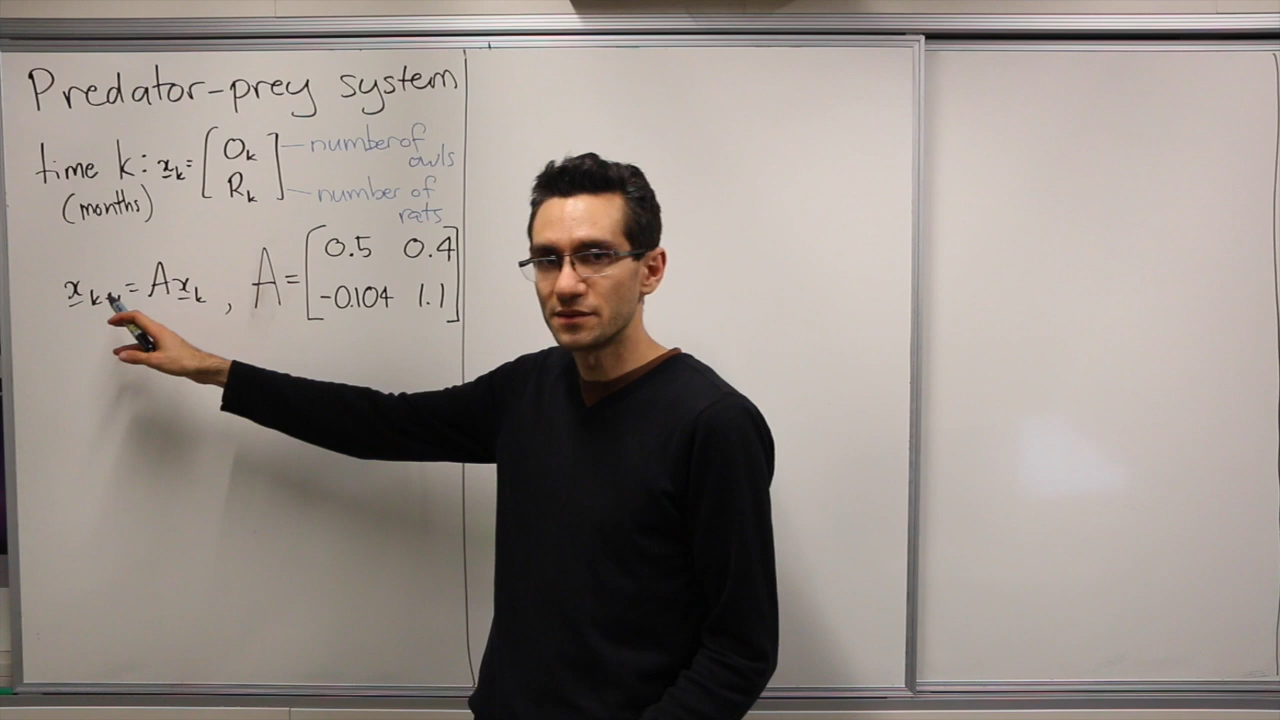 Predator-prey system
time k: x_k = [O_k] — number of owls
(months) [R_k] — number of rats
x_k+ = Ax_k , A = [0.5 0.4]
[-0.104 1.1]